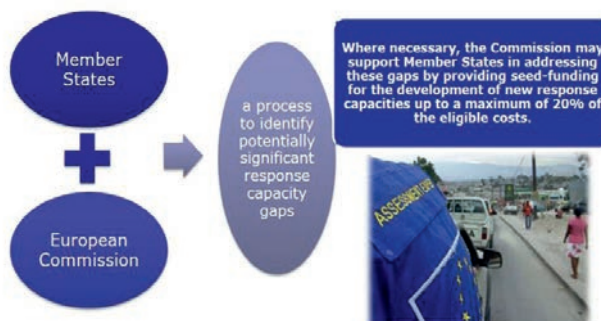 Member
States
European
Commission
a process
to identify
potentially
significant
response
capacity
gaps
Where necessary, the Commission may
support Member States in addressing
these gaps by providing seed-funding
for the development of new response
capacities up to a maximum of 20% of
the eligible costs.
ASSESSMENT